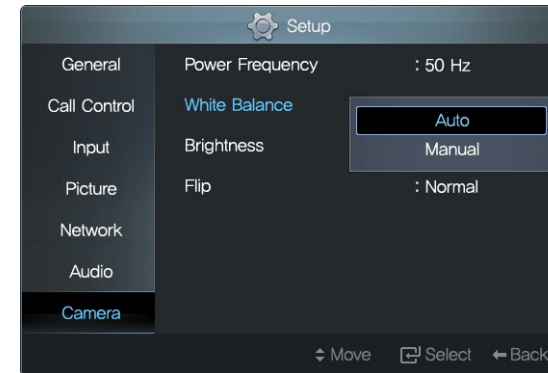 Setup
General
Call Control
Input
Picture
Network
Audio
Camera
Power Frequency : 50 Hz
White Balance
Auto
Manual
Brightness
Flip : Normal
Move Select Back